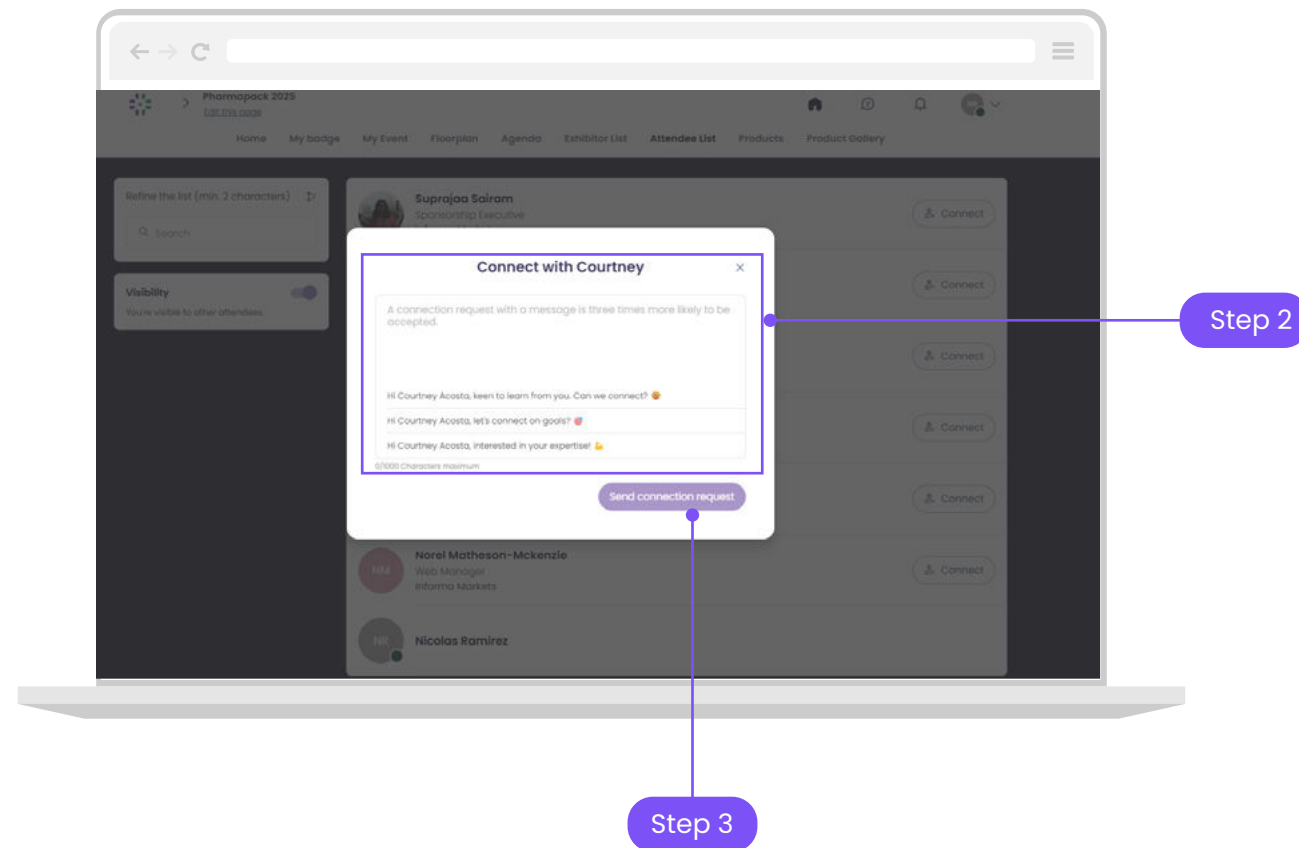 Pharmapack 2025
Edit this page
Home My badge My Event Floorplan Agenda Exhibitor List Attendee List Products Product Gallery
Refine the list (min. 2 characters)
Search
Visibility
You're visible to other attendees.
Suprajaa Sairam
Sponsorship Executive
Connect
Connect with Courtney
A connection request with a message is three times more likely to be
accepted.
Hi Courtney Acosta, keen to learn from you. Can we connect? 🤩
Hi Courtney Acosta, let's connect on goals? 🎯
Hi Courtney Acosta, interested in your expertise! 💪
0/1000 Characters maximum
Send connection request
Connect
Connect
Connect
Connect
NM
Norel Matheson-Mckenzie
Web Manager
Informa Markets
Connect
NR
Nicolas Ramirez
Step 2
Step 3